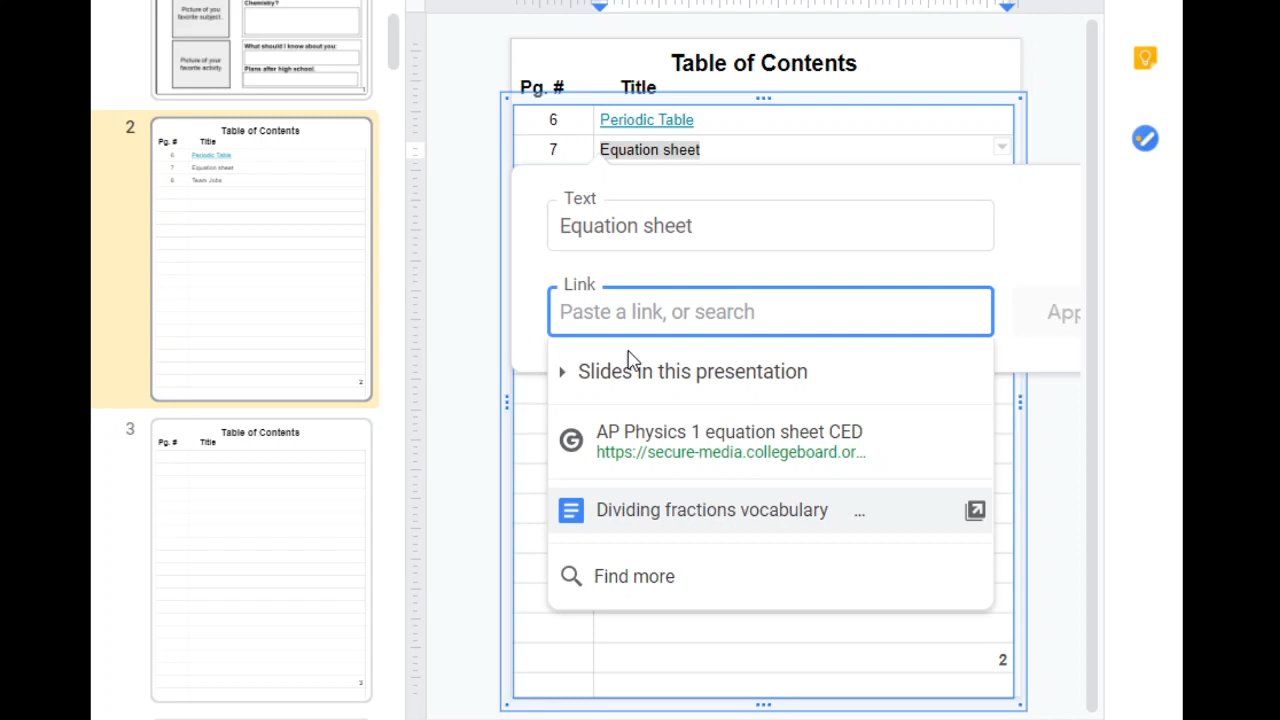 Picture of you
favorite subject.
Chemistry?
Picture of your
favorite activity
What should I know about you:
Plans after high school.
1
2
Table of Contents
Pg. # Title
6 Periodic Table
7 Equation sheet
8 Team Jobs
2
3
Table of Contents
Pg. # Title
3
Table of Contents
Pg. # Title
6 Periodic Table
7 Equation sheet
Text
Equation sheet
Link
Paste a link, or search
App
Slides in this presentation
AP Physics 1 equation sheet CED
https://secure-media.collegeboard.or...
Dividing fractions vocabulary ...
Find more
2